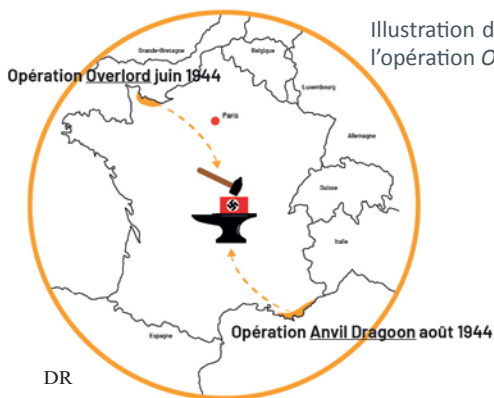 Illustration d
l'opération O
Grande-Bretagne
Belgique
Opération Overlord juin 1944
Luxembourg
Paris
Allemagne
Suisse
Italie
Opération Anvil Dragoon août 1944
Espagne
DR